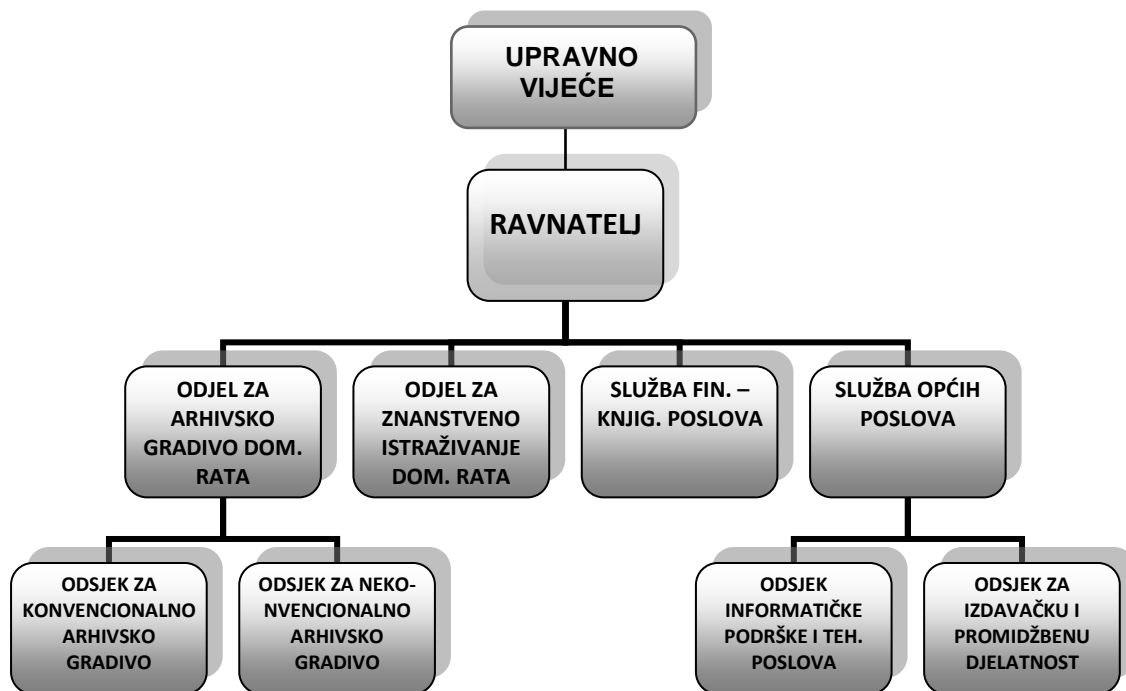 UPRAVNO
VIJEĆE
RAVNATELJ
ODJEL ZA
ARHIVSKO
GRADIVO DOM.
RATA
ODJEL ZA
ZNANSTVENO
ISTRAŽIVANJE
DOM. RATA
SLUŽBA FIN. –
KNJIG. POSLOVA
SLUŽBA OPĆIH
POSLOVA
ODSJEK ZA
KONVENCIONALNO
ARHIVSKO
GRADIVO
ODSJEK ZA NEKO-
NVENCIONALNO
ARHIVSKO
GRADIVO
ODSJEK
INFORMATIČKE
PODRŠKE I TEH.
POSLOVA
ODSJEK ZA
IZDAVAČKU I
PROMIDŽBENU
DJELATNOST